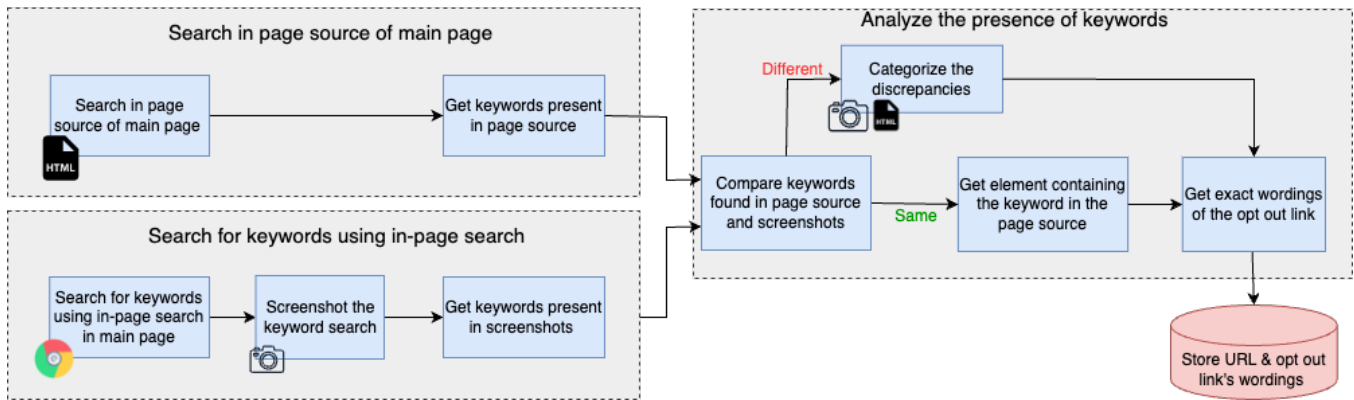 Search in page source of main page
Search in page
source of main page
HTML
Get keywords present
in page source
Search for keywords using in-page search
Search for keywords
using in-page search
in main page
Screenshot the
keyword search
Get keywords present
in screenshots
Analyze the presence of keywords
Different
Categorize the
discrepancies
HTML
Compare keywords
found in page source
and screenshots
Same
Get element containing
the keyword in the
page source
Get exact wordings
of the opt out link
Store URL & opt out
link's wordings